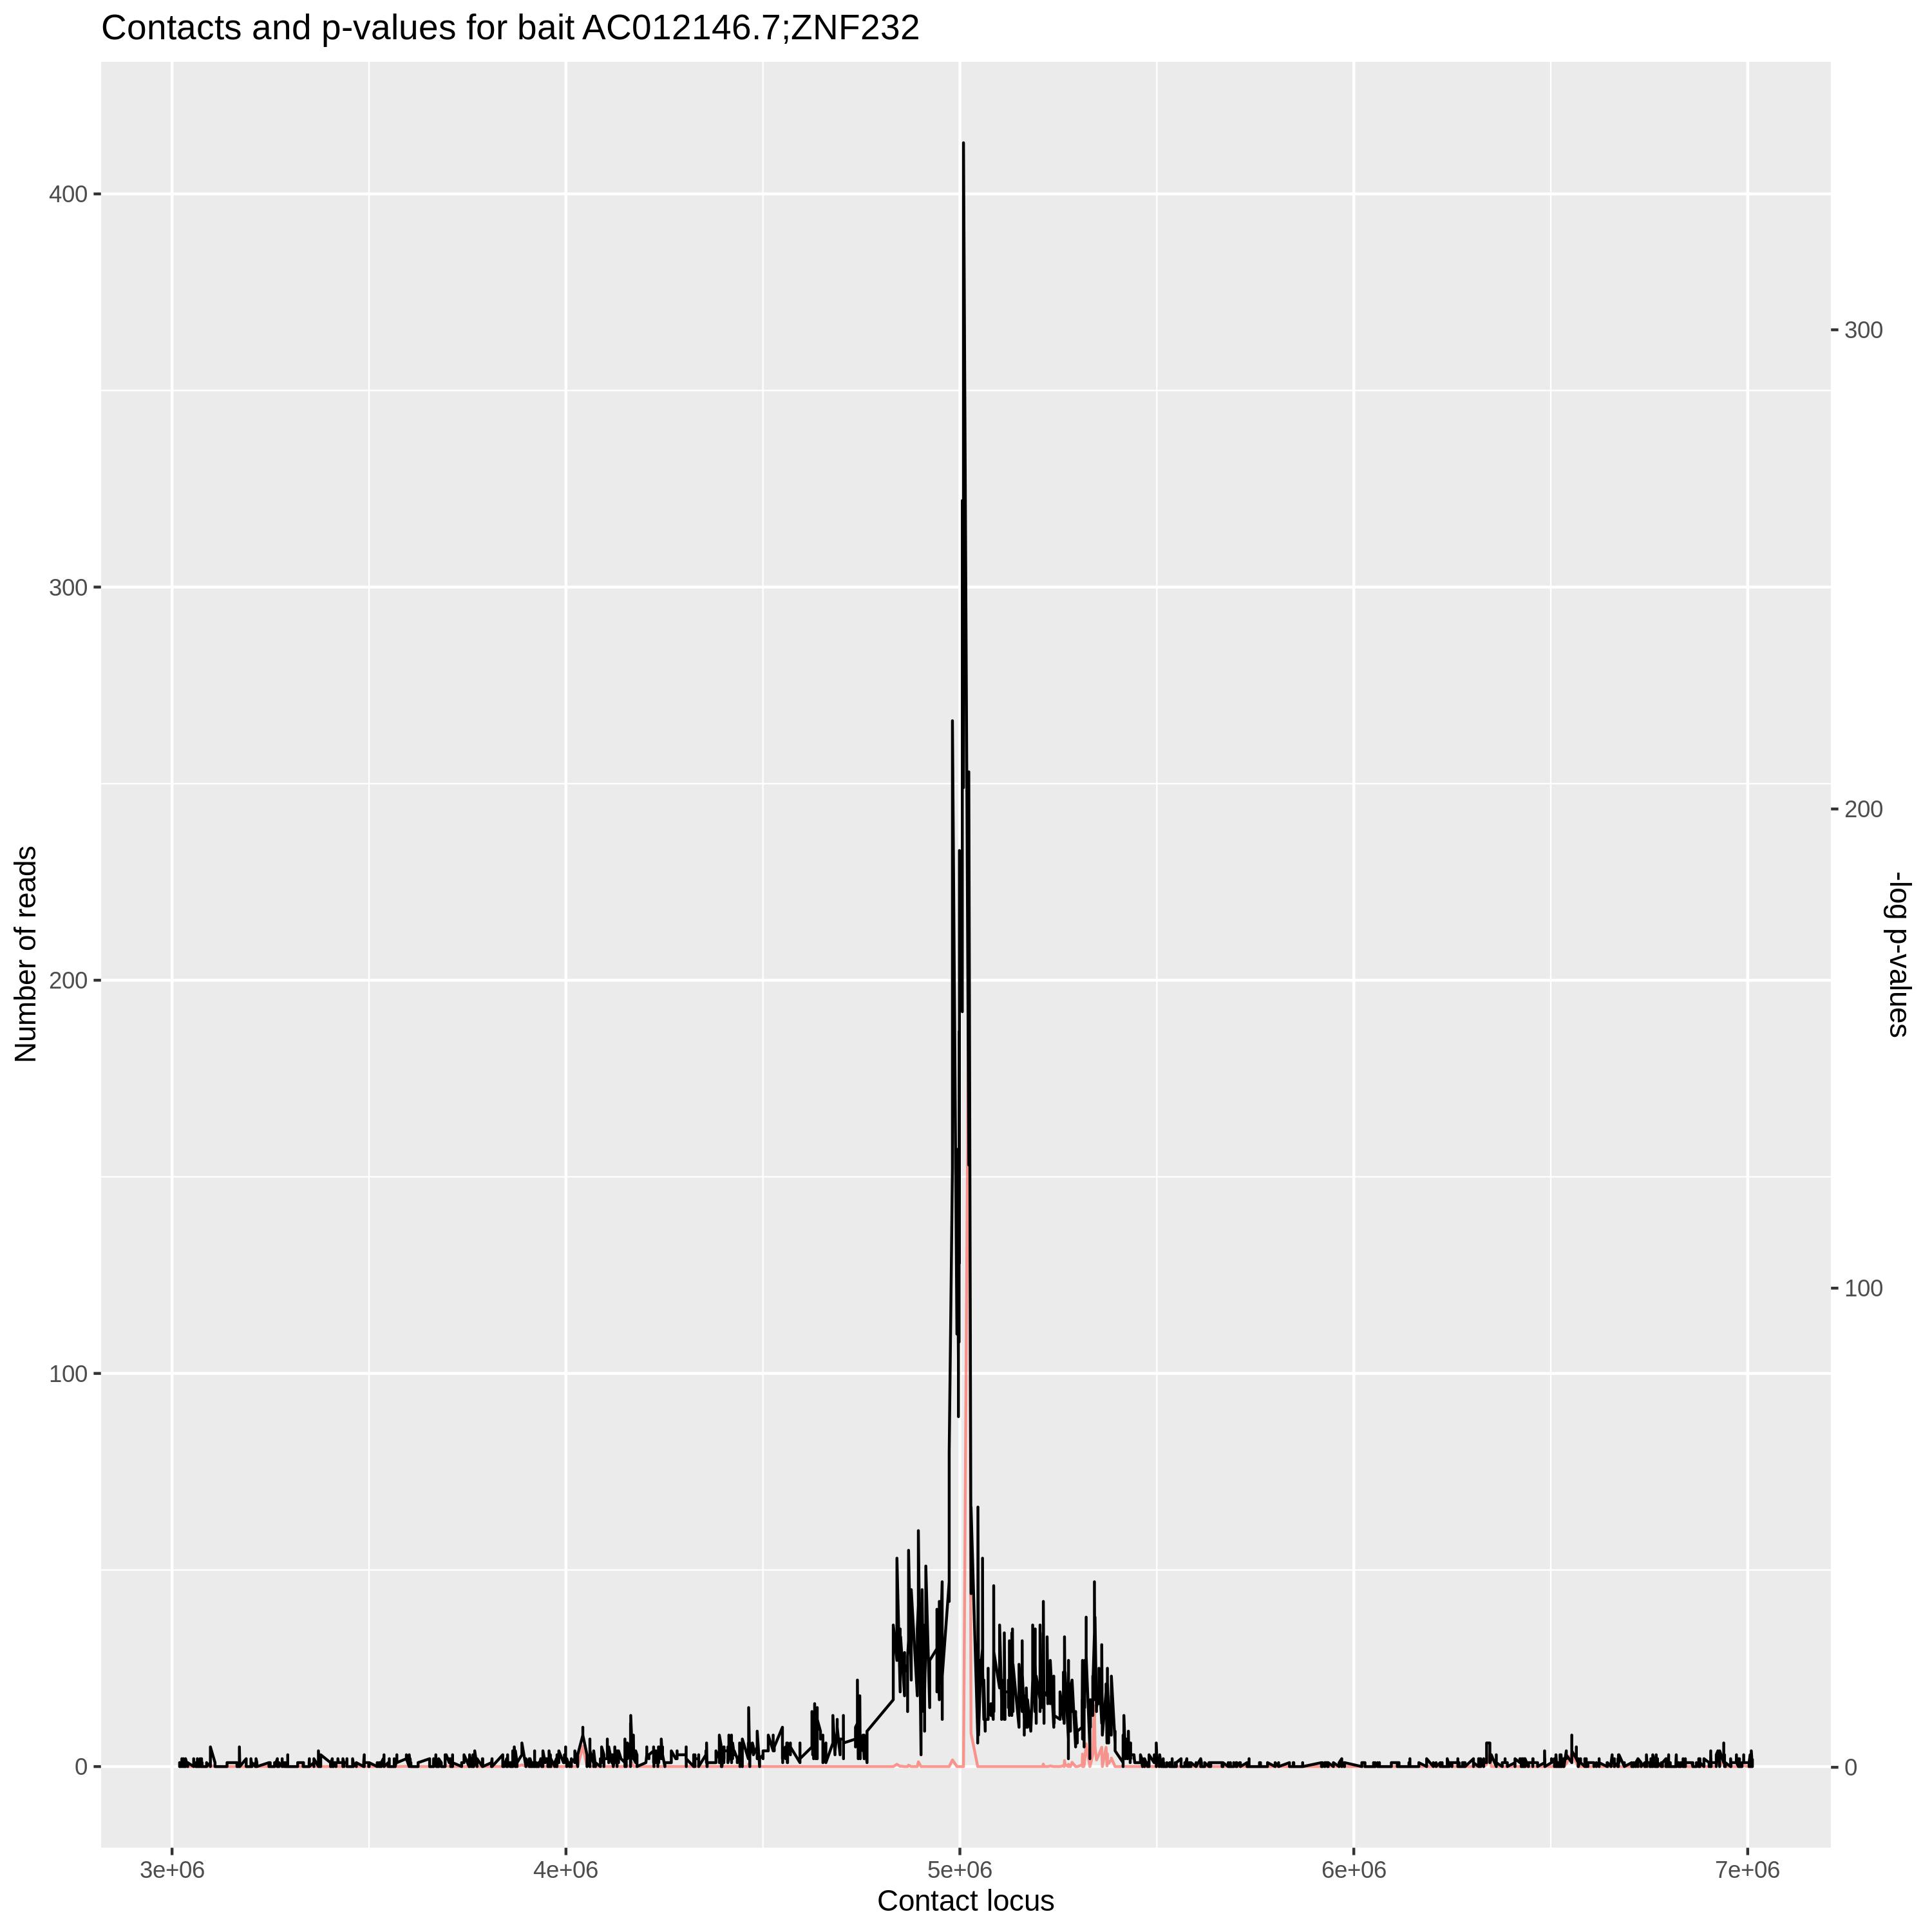 Contacts and p-values for bait AC012146.7;ZNF232
400
300
200
100
0
Number of reads
300
200
100
0
-log p-values
3e+06
4e+06
5e+06
6e+06
7e+06
Contact locus